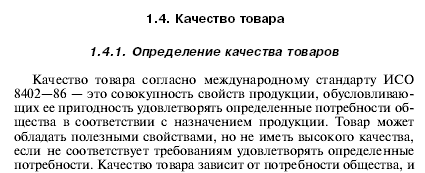 1.4. Качество товара
1.4.1. Определение качества товаров
Качество товара согласно международному стандарту ИСО
8402—86 — это совокупность свойств продукции, обусловливаю-
щих ее пригодность удовлетворять определенные потребности об-
щества в соответствии с назначением продукции. Товар может
обладать полезными свойствами, но не иметь высокого качества,
если не соответствует требованиям удовлетворять определенные
потребности. Качество товара зависит от потребности общества, и